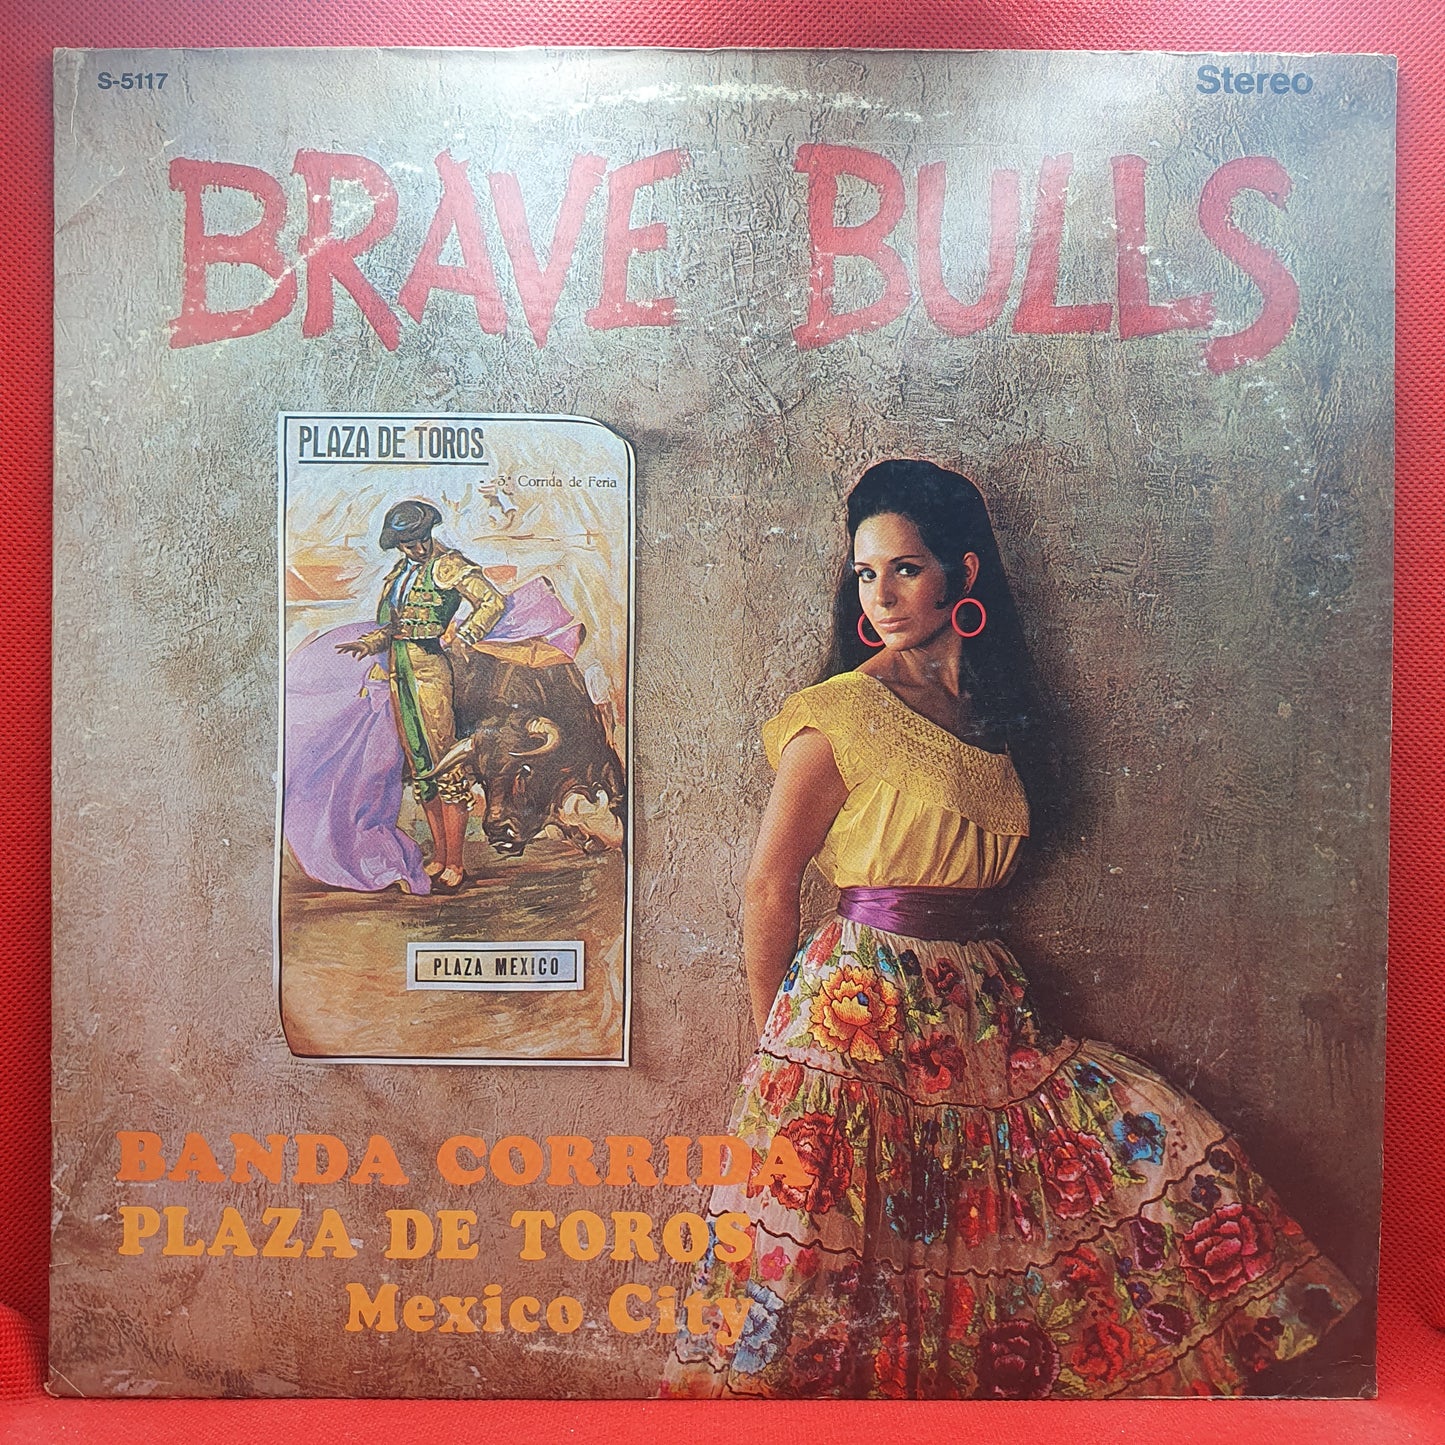 S-5117
Stereo
BRAVE BULLS
PLAZA DE TOROS
3ª Corrida de Feria
PLAZA MEXICO
BANDA CORRIDA
PLAZA DE TOROS
Mexico City